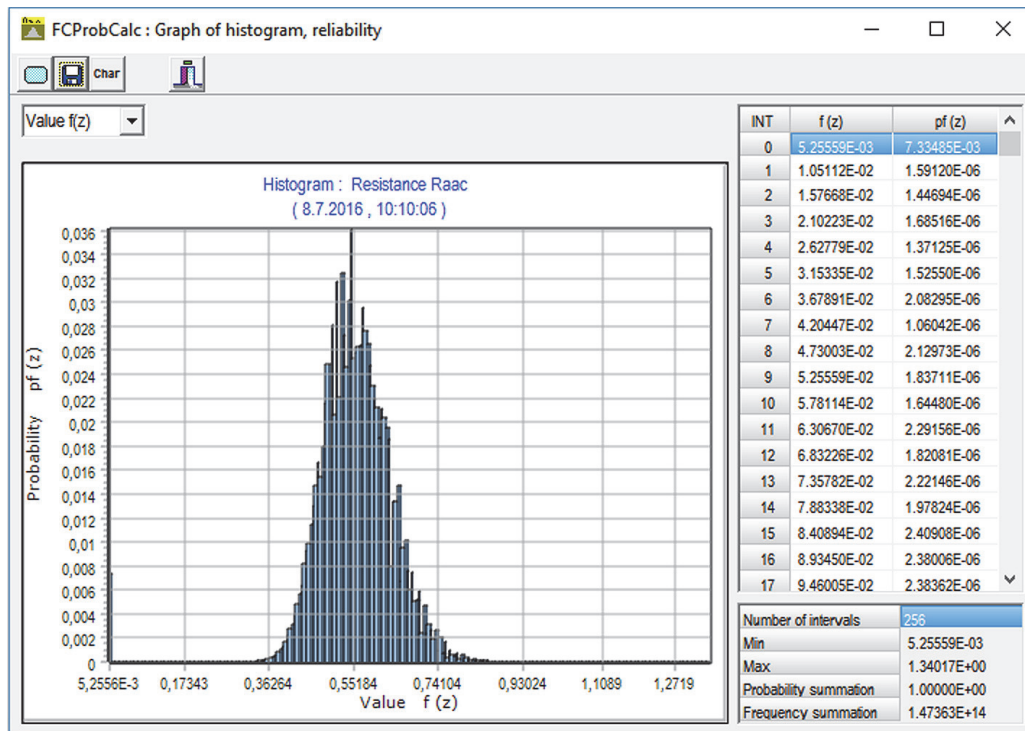 FCProbCalc : Graph of histogram, reliability
Char
Value f(z)
Histogram : Resistance Raac
( 8.7.2016 , 10:10:06 )
Probability pf (z)
0,036
0,034
0,032
0,03
0,028
0,026
0,024
0,022
0,02
0,018
0,016
0,014
0,012
0,01
0,008
0,006
0,004
0,002
0
5,2556E-3 0,17343 0,36264 0,55184 0,74104 0,93024 1,1089 1,2719
Value f (z)
INT f (z) pf (z)
0 5.25559E-03 7.33485E-03
1 1.05112E-02 1.59120E-06
2 1.57668E-02 1.44694E-06
3 2.10223E-02 1.68516E-06
4 2.62779E-02 1.37125E-06
5 3.15335E-02 1.52550E-06
6 3.67891E-02 2.08295E-06
7 4.20447E-02 1.06042E-06
8 4.73003E-02 2.12973E-06
9 5.25559E-02 1.83711E-06
10 5.78114E-02 1.64480E-06
11 6.30670E-02 2.29156E-06
12 6.83226E-02 1.82081E-06
13 7.35782E-02 2.22146E-06
14 7.88338E-02 1.97824E-06
15 8.40894E-02 2.40908E-06
16 8.93450E-02 2.38006E-06
17 9.46005E-02 2.38362E-06
Number of intervals 256
Min 5.25559E-03
Max 1.34017E+00
Probability summation 1.00000E+00
Frequency summation 1.47363E+14